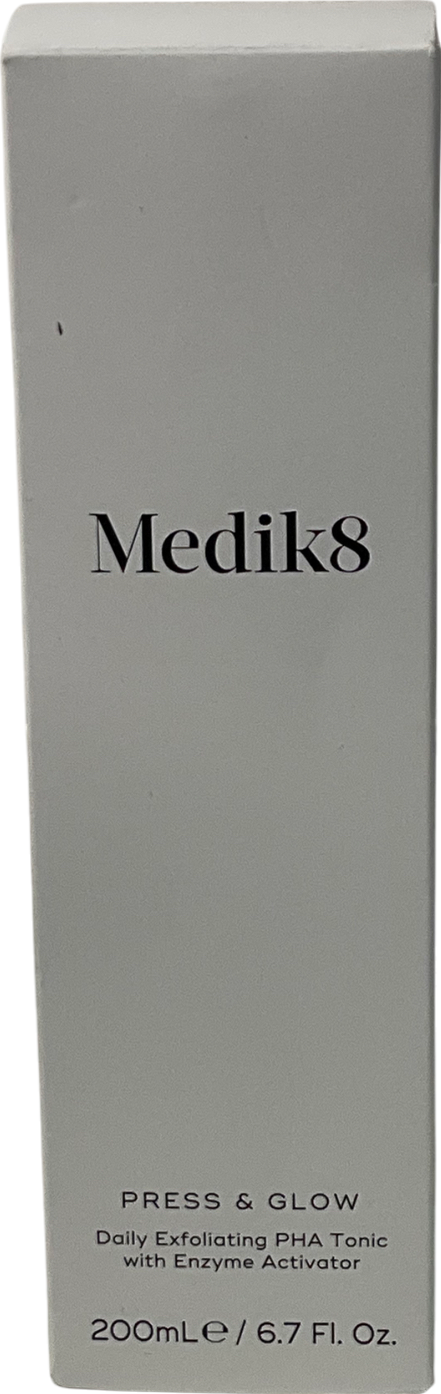 Medik8
PRESS & GLOW
Daily Exfoliating PHA Tonic
with Enzyme Activator
200mL℮ / 6.7 Fl. Oz.